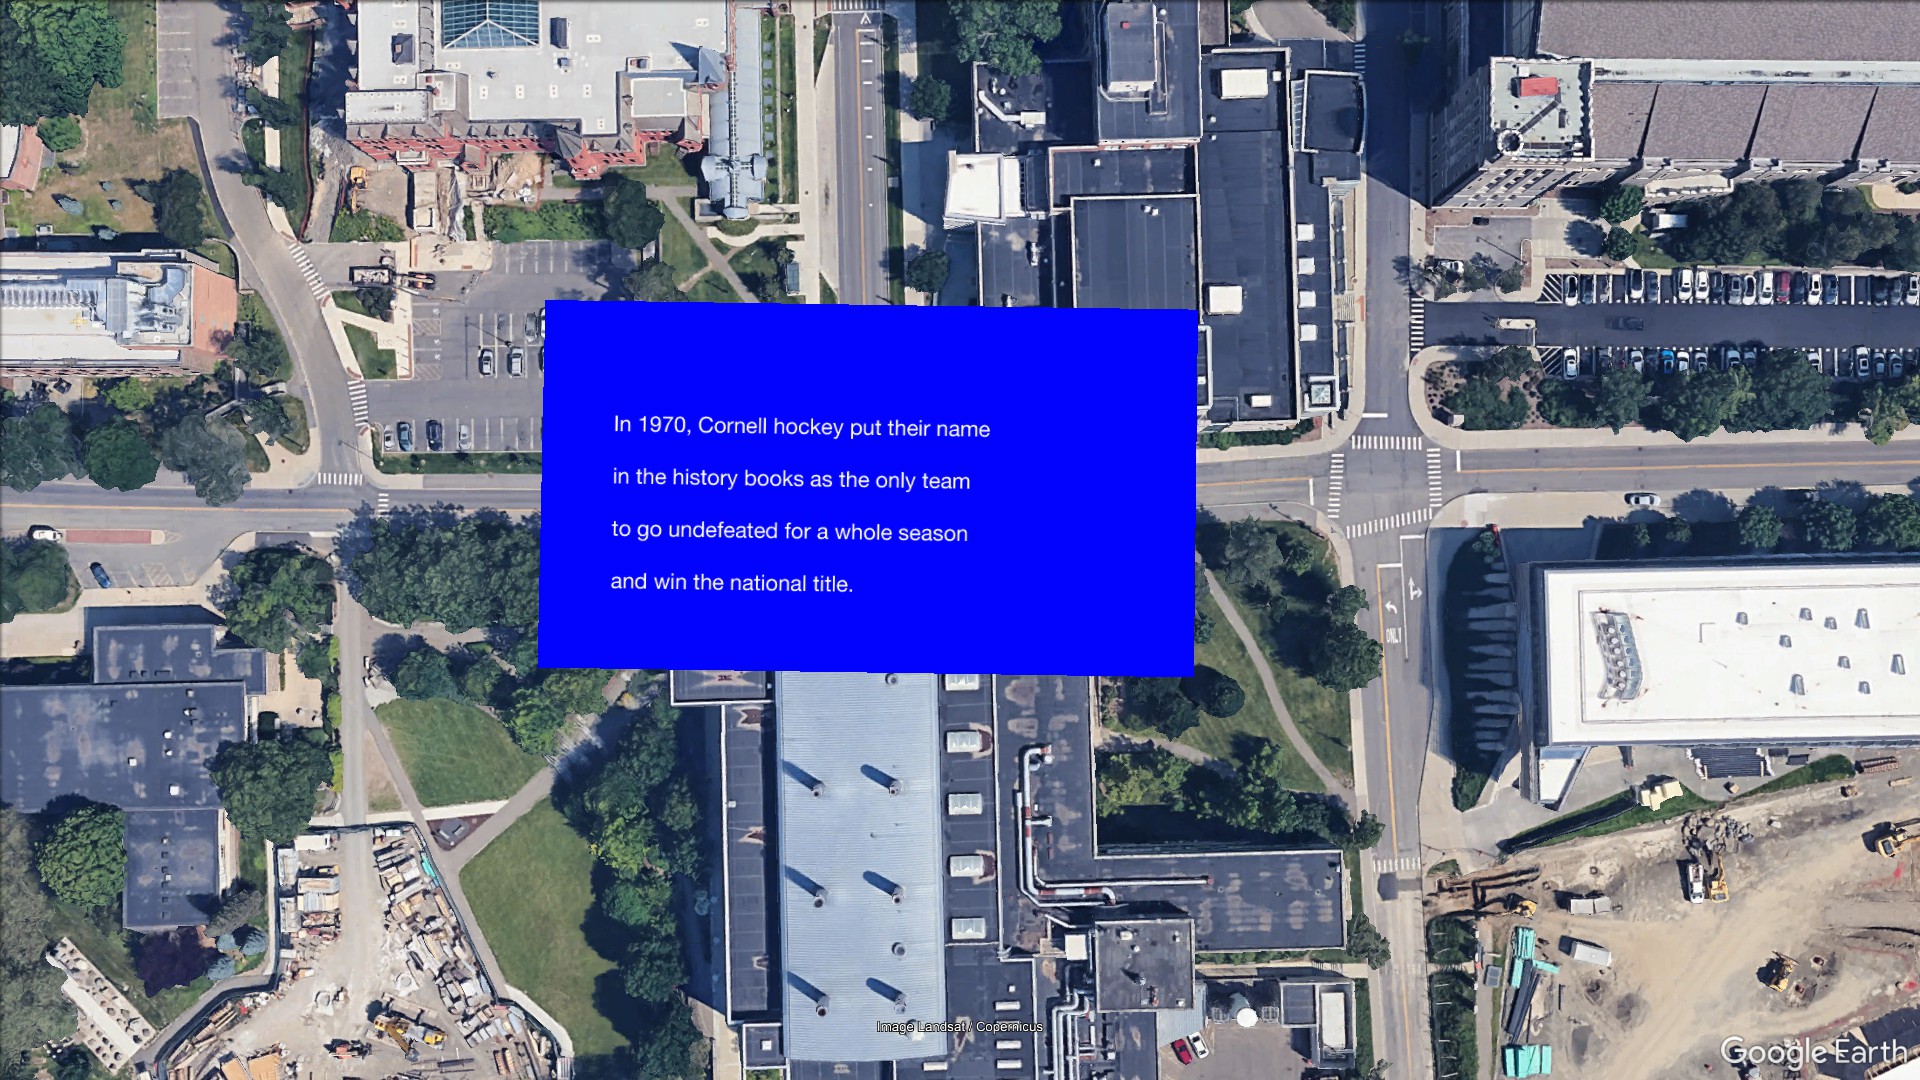 In 1970, Cornell hockey put their name
in the history books as the only team
to go undefeated for a whole season
and win the national title.
ONLY
Image Landsat / Copernicus
Google Earth